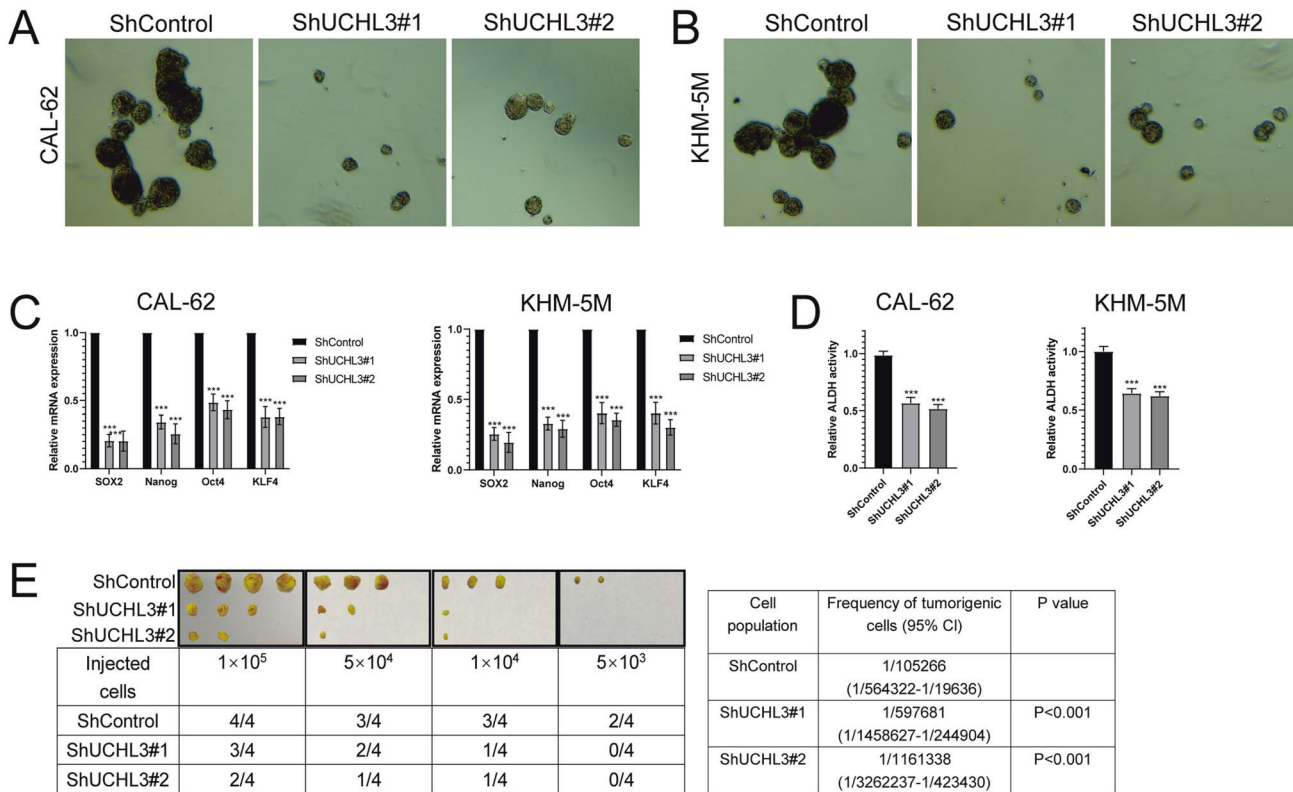 A
ShControl
ShUCHL3#1
ShUCHL3#2
CAL-62
B
ShControl
ShUCHL3#1
ShUCHL3#2
KHM-5M
C
CAL-62
Relative mRNA expression
1.0
0.5
0.0
*** *** *** *** *** *** *** ***
SOX2 Nanog Oct4 KLF4
ShControl
ShUCHL3#1
ShUCHL3#2
KHM-5M
Relative mRNA expression
1.0
0.5
0.0
*** *** *** *** *** *** *** ***
SOX2 Nanog Oct4 KLF4
ShControl
ShUCHL3#1
ShUCHL3#2
D
CAL-62
Relative ALDH activity
1.0
0.5
0.0
*** ***
ShControl
ShUCHL3#1
ShUCHL3#2
KHM-5M
Relative ALDH activity
1.0
0.5
0.0
*** ***
ShControl
ShUCHL3#1
ShUCHL3#2
E
ShControl
ShUCHL3#1
ShUCHL3#2
Injected cells 1×10⁵ 5×10⁴ 1×10⁴ 5×10³
ShControl 4/4 3/4 3/4 2/4
ShUCHL3#1 3/4 2/4 1/4 0/4
ShUCHL3#2 2/4 1/4 1/4 0/4
Cell population Frequency of tumorigenic cells (95% CI) P value
ShControl 1/105266
(1/564322-1/19636)
ShUCHL3#1 1/597681 P<0.001
(1/1458627-1/244904)
ShUCHL3#2 1/1161338 P<0.001
(1/3262237-1/423430)